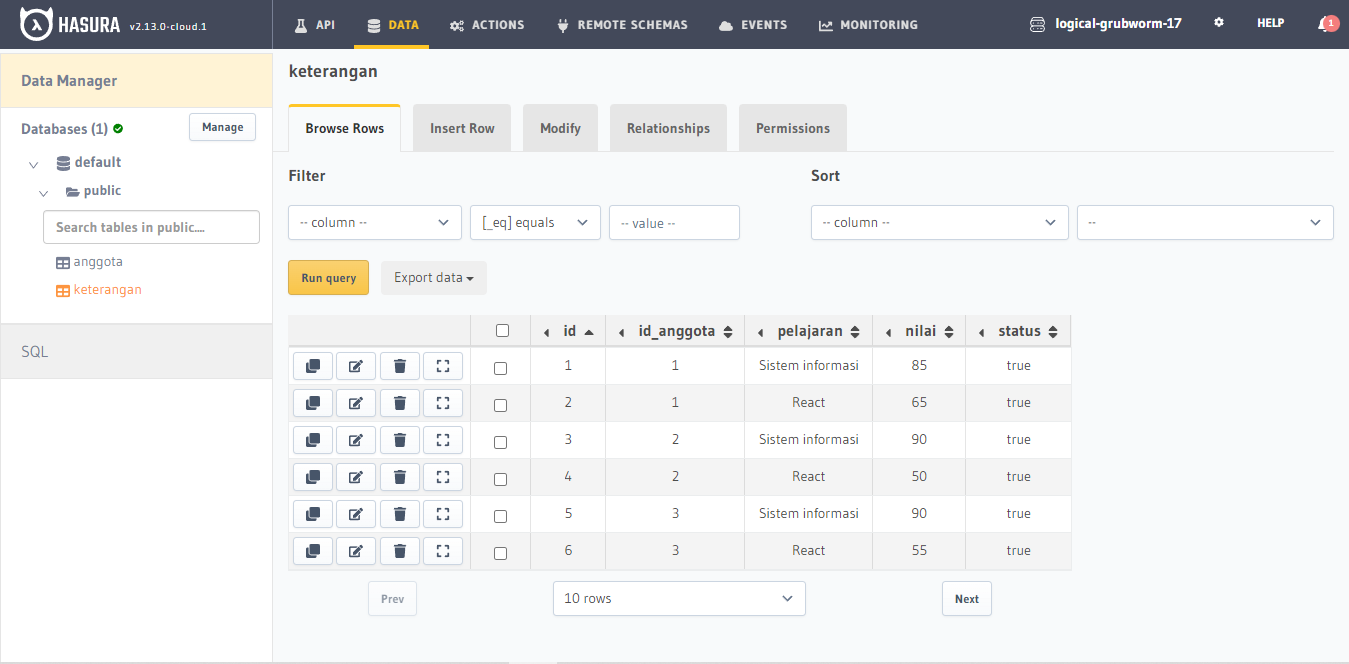 HASURA v2.13.0-cloud.1 API DATA ACTIONS REMOTE SCHEMAS EVENTS MONITORING logical-grubworm-17 HELP 1
Data Manager
Databases (1) Manage
default
public
Search tables in public....
anggota
keterangan
SQL
keterangan
Browse Rows Insert Row Modify Relationships Permissions
Filter Sort
-- column -- [_eq] equals -- value -- -- column -- --
Run query Export data
id id_anggota pelajaran nilai status
1 1 Sistem informasi 85 true
2 1 React 65 true
3 2 Sistem informasi 90 true
4 2 React 50 true
5 3 Sistem informasi 90 true
6 3 React 55 true
Prev 10 rows Next